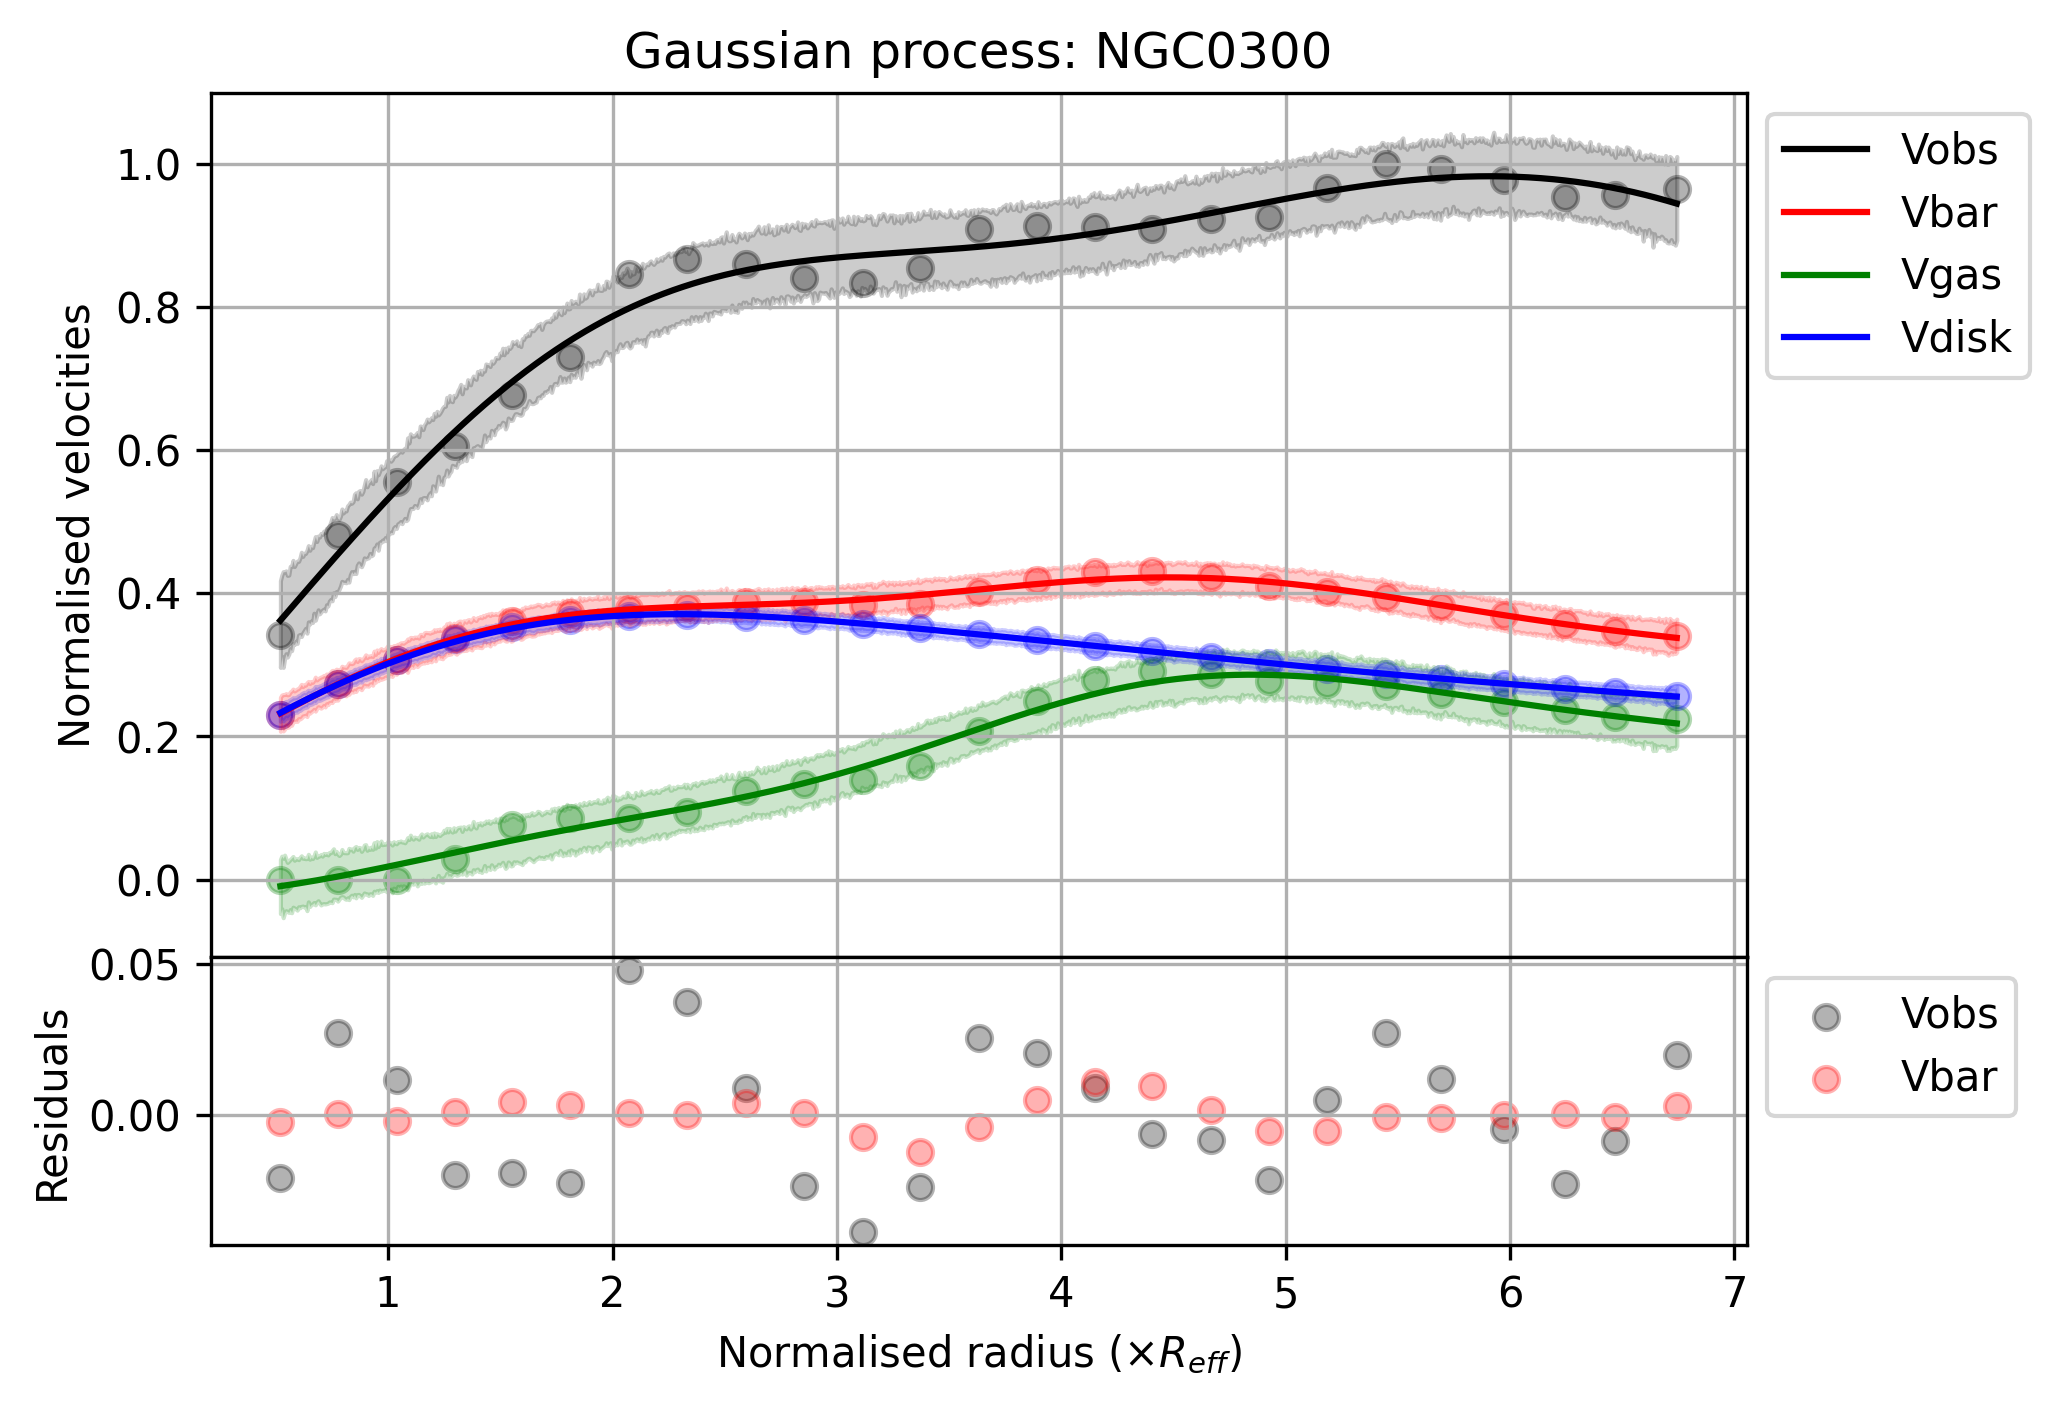 Gaussian process: NGC0300
Normalised velocities
1.0
0.8
0.6
0.4
0.2
0.0
Vobs
Vbar
Vgas
Vdisk
Residuals
0.05
0.00
Vobs
Vbar
1 2 3 4 5 6 7
Normalised radius (×R_eff)